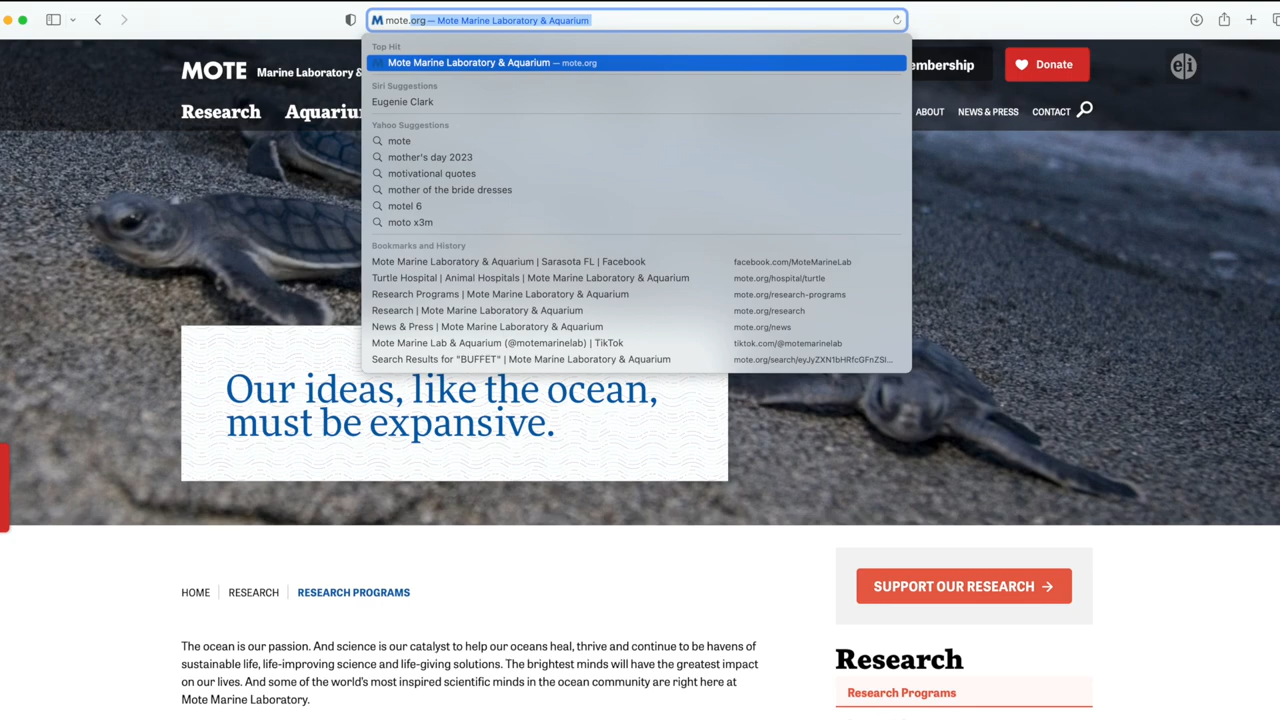 mote.org — Mote Marine Laboratory & Aquarium
Top Hit
Mote Marine Laboratory & Aquarium — mote.org
Siri Suggestions
Eugenie Clark
Yahoo Suggestions
mote
mother's day 2023
motivational quotes
mother of the bride dresses
motel 6
moto x3m
Bookmarks and History
Mote Marine Laboratory & Aquarium | Sarasota FL | Facebook facebook.com/MoteMarineLab
Turtle Hospital | Animal Hospitals | Mote Marine Laboratory & Aquarium mote.org/hospital/turtle
Research Programs | Mote Marine Laboratory & Aquarium mote.org/research-programs
Research | Mote Marine Laboratory & Aquarium mote.org/research
News & Press | Mote Marine Laboratory & Aquarium mote.org/news
Mote Marine Lab & Aquarium (@motemarinelab) | TikTok tiktok.com/@motemarinelab
Search Results for "BUFFET" | Mote Marine Laboratory & Aquarium mote.org/search/eyJyZXN1bHRfcGFnZSI...
MOTE Marine Laboratory &
embership Donate
Research Aquariu
ABOUT NEWS & PRESS CONTACT
Our ideas, like the ocean,
must be expansive.
HOME RESEARCH RESEARCH PROGRAMS
The ocean is our passion. And science is our catalyst to help our oceans heal, thrive and continue to be havens of
sustainable life, life-improving science and life-giving solutions. The brightest minds will have the greatest impact
on our lives. And some of the world's most inspired scientific minds in the ocean community are right here at
Mote Marine Laboratory.
SUPPORT OUR RESEARCH →
Research
Research Programs